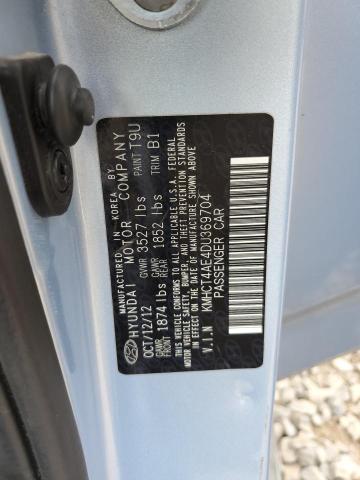 MANUFACTURED IN KOREA BY
HYUNDAI MOTOR COMPANY
OCT/12/12 GVWR 3527 lbs PAINT T9U
GAWR FRONT 1874 lbs GAWR REAR 1852 lbs TRIM B1
THIS VEHICLE CONFORMS TO ALL APPLICABLE U.S. FEDERAL
MOTOR VEHICLE SAFETY, BUMPER, AND THEFT PREVENTION STANDARDS
IN EFFECT ON THE DATE OF MANUFACTURE SHOWN ABOVE.
V.I.N KMHCT4AE4DU369704
PASSENGER CAR